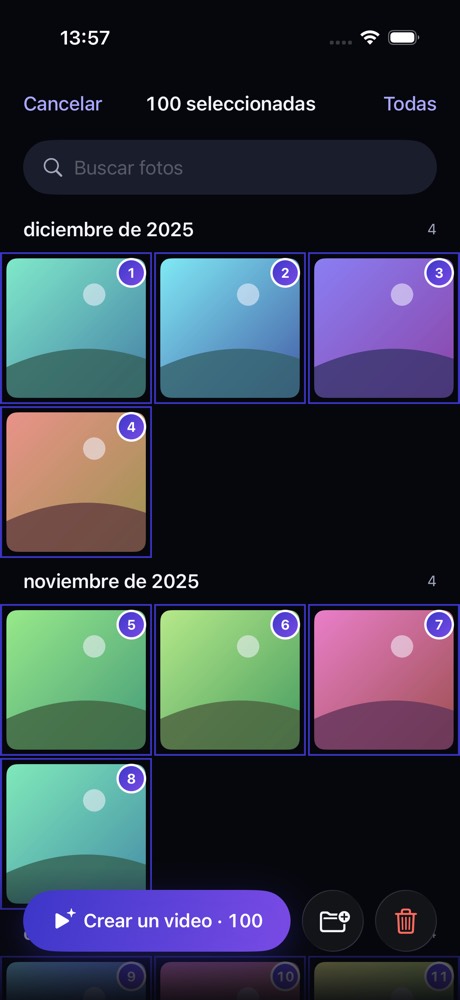 13:57
Cancelar 100 seleccionadas Todas
Buscar fotos
diciembre de 2025 4
1 2 3
4
noviembre de 2025 4
5 6 7
8
Crear un video · 100
9 10 11